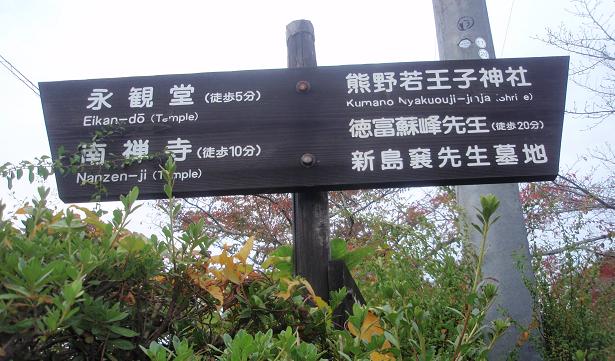 永観堂(徒歩5分)
Eikan-dō (Temple)
南禅寺(徒歩10分)
Nanzen-ji (Temple)
熊野若王子神社
Kumano Nyakuouji-jinja (Shri e)
徳富蘇峰先生(徒歩20分)
新島襄先生墓地